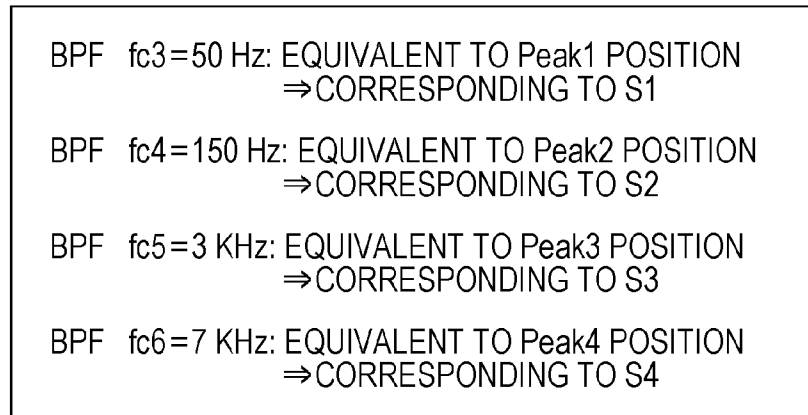 BPF fc3=50 Hz: EQUIVALENT TO Peak1 POSITION
⇒CORRESPONDING TO S1
BPF fc4=150 Hz: EQUIVALENT TO Peak2 POSITION
⇒CORRESPONDING TO S2
BPF fc5=3 KHz: EQUIVALENT TO Peak3 POSITION
⇒CORRESPONDING TO S3
BPF fc6=7 KHz: EQUIVALENT TO Peak4 POSITION
⇒CORRESPONDING TO S4